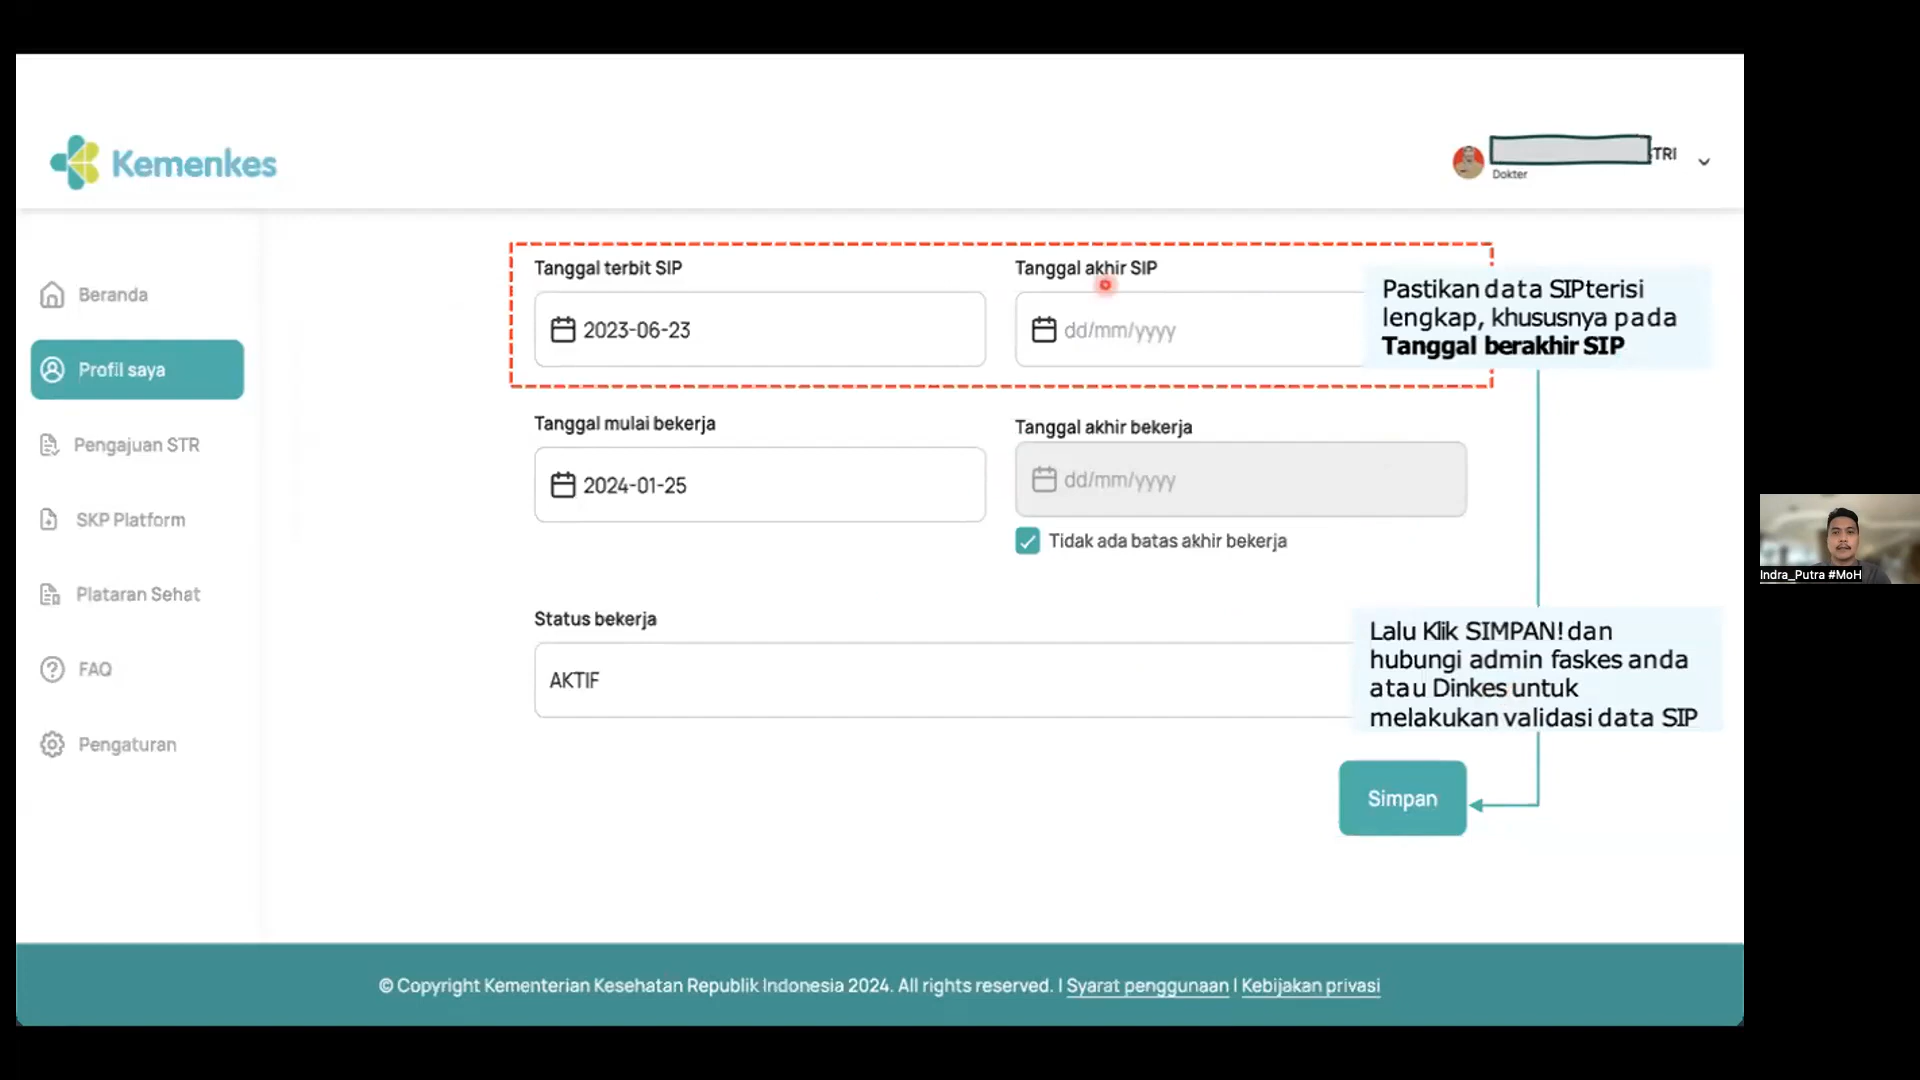 Kemenkes
TRI
Dokter
Beranda
Profil saya
Pengajuan STR
SKP Platform
Plataran Sehat
FAQ
Pengaturan
Tanggal terbit SIP
2023-06-23
Tanggal akhir SIP
dd/mm/yyyy
Pastikan data SIPterisi
lengkap, khususnya pada
Tanggal berakhir SIP
Tanggal mulai bekerja
2024-01-25
Tanggal akhir bekerja
dd/mm/yyyy
Tidak ada batas akhir bekerja
Status bekerja
AKTIF
Lalu Klik SIMPAN! dan
hubungi admin faskes anda
atau Dinkes untuk
melakukan validasi data SIP
Simpan
© Copyright Kementerian Kesehatan Republik Indonesia 2024. All rights reserved. | Syarat penggunaan | Kebijakan privasi
Indra_Putra #MoH